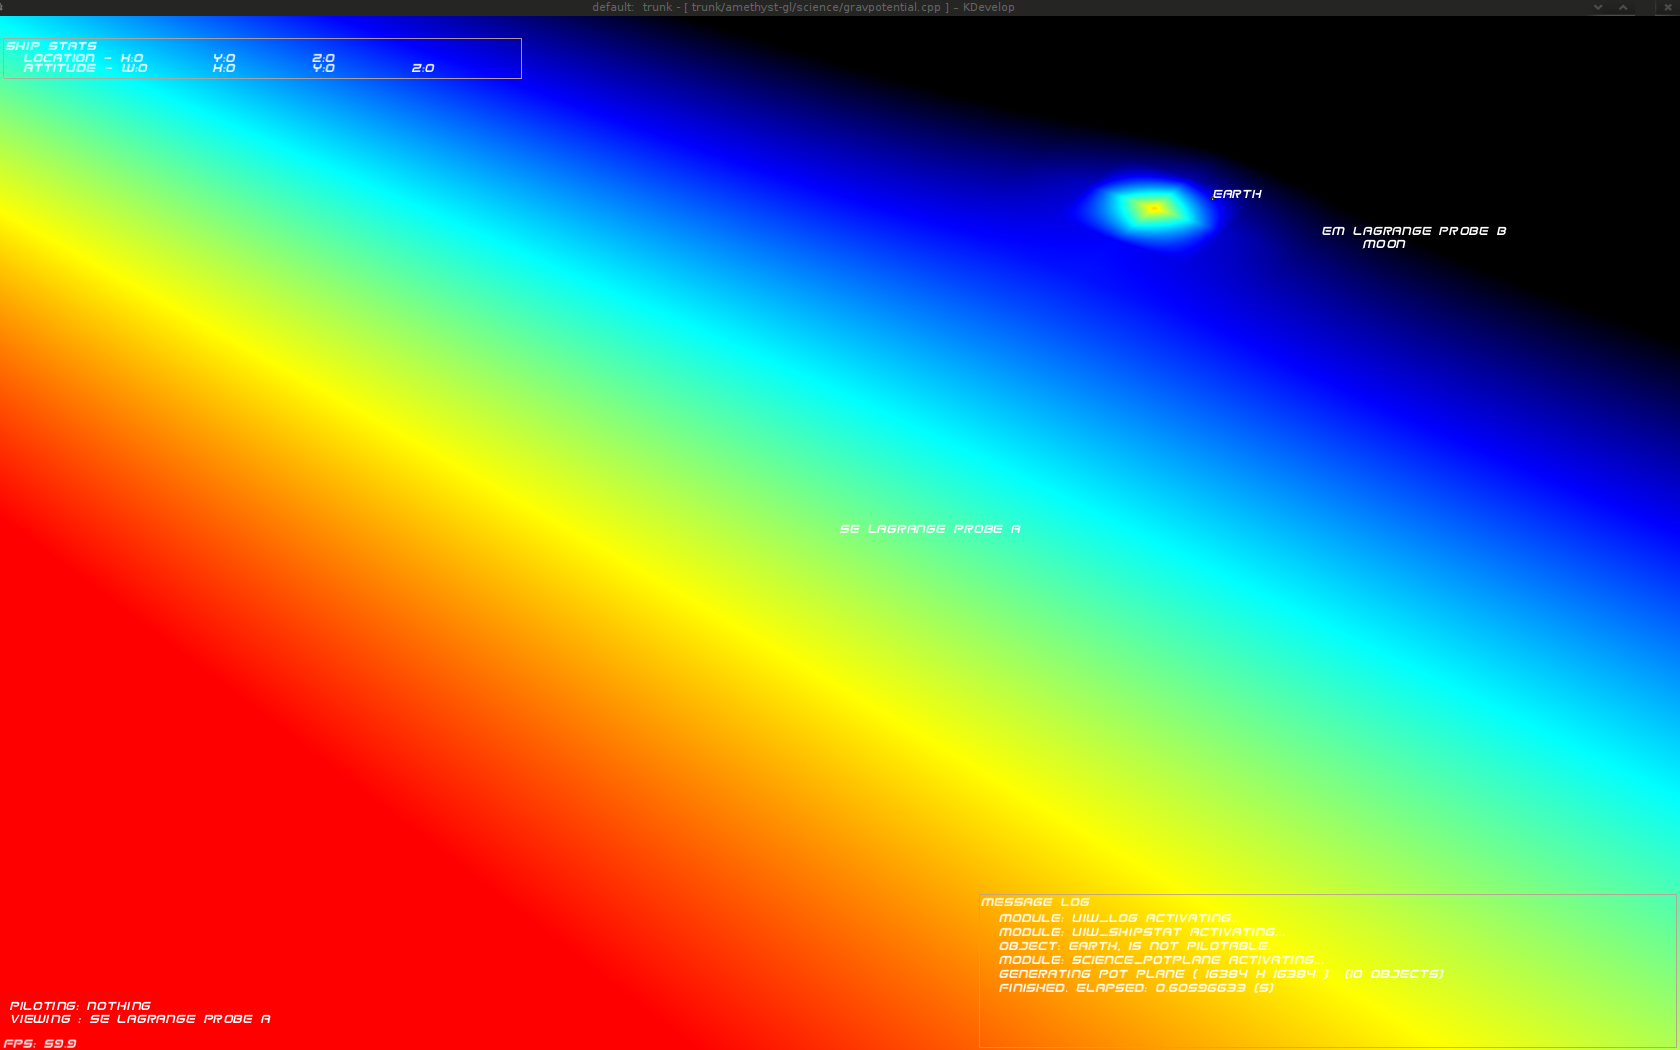 default: trunk - [ trunk/amethyst-gl/science/gravpotential.cpp ] – KDevelop
SHIP STATS
LOCATION - X:0 Y:0 Z:0
ATTITUDE - W:0 X:0 Y:0 Z:0
EARTH
EM LAGRANGE PROBE B
MOON
SE LAGRANGE PROBE A
MESSAGE LOG
MODULE: UIW_LOG ACTIVATING...
MODULE: UIW_SHIPSTAT ACTIVATING...
OBJECT: EARTH, IS NOT PILOTABLE.
MODULE: SCIENCE_POTPLANE ACTIVATING...
GENERATING POT PLANE ( 16384 X 16384 ) (10 OBJECTS)
FINISHED. ELAPSED: 0.60596633 (S)
PILOTING: NOTHING
VIEWING : SE LAGRANGE PROBE A
FPS: 59.9